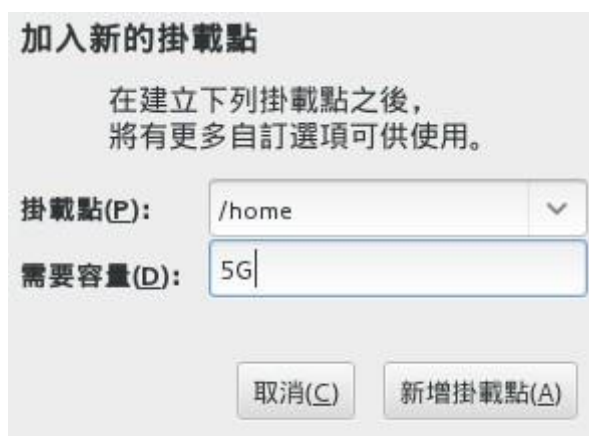 加入新的掛載點
在建立下列掛載點之後，
將有更多自訂選項可供使用。
掛載點(P)： /home
需要容量(D)： 5G
取消(C) 新增掛載點(A)